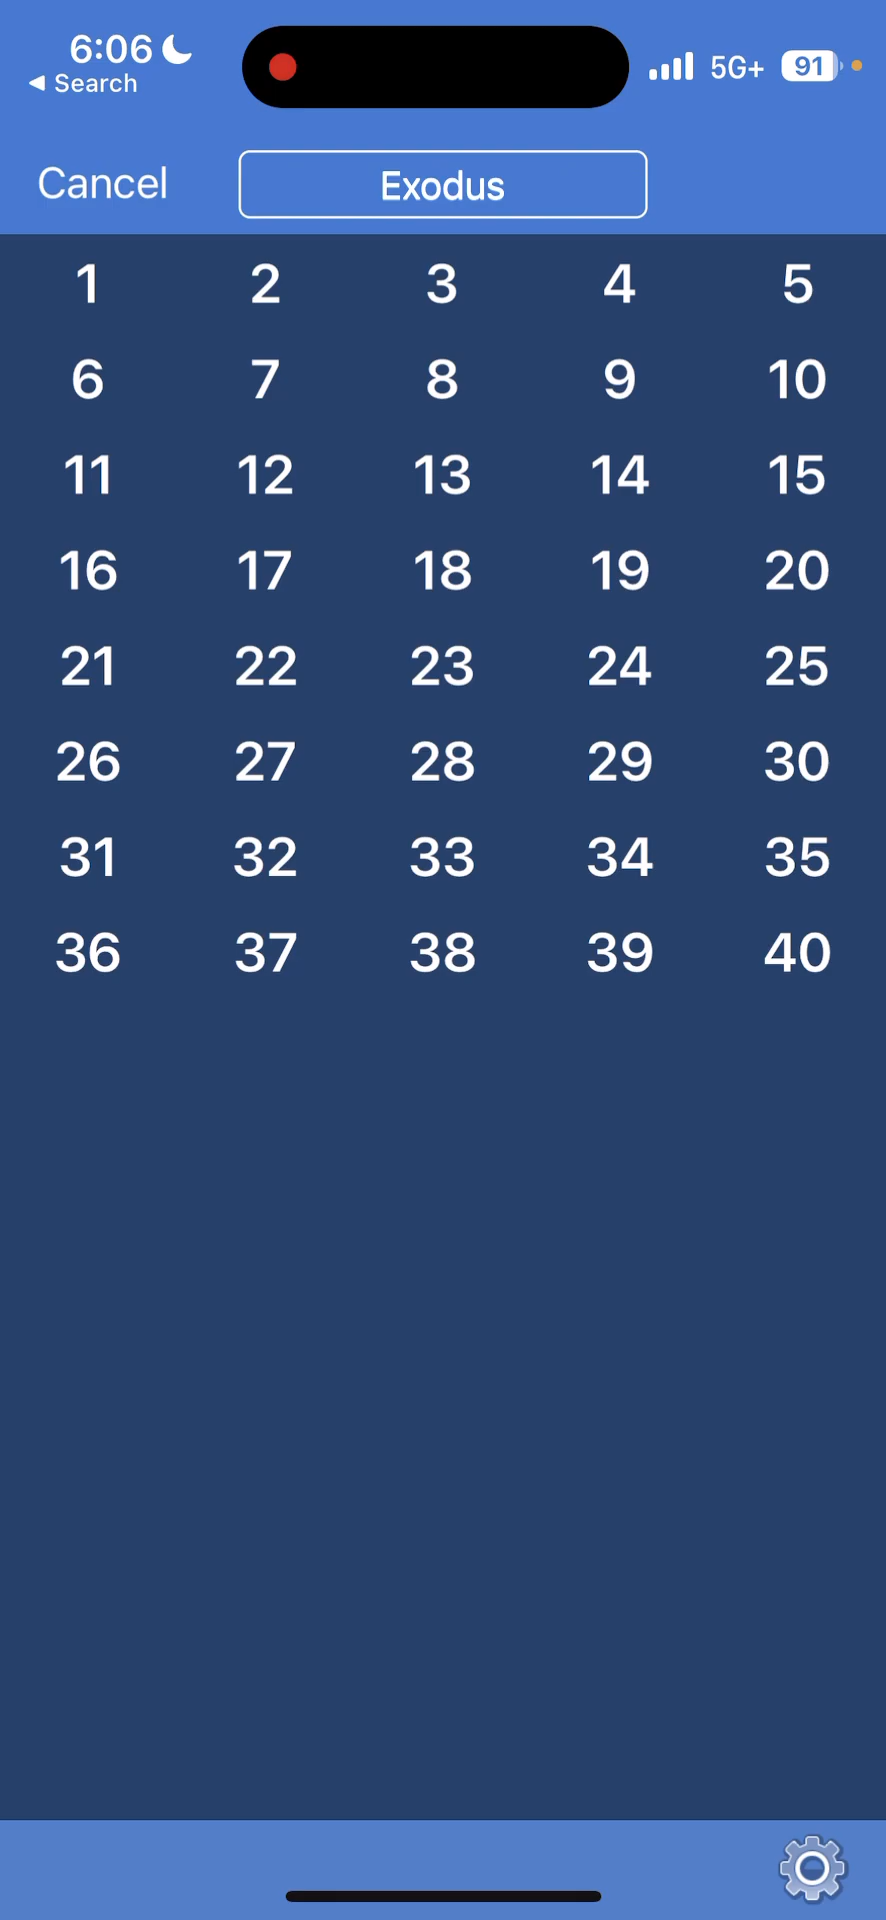 6:06
Search
5G+
91
Cancel
Exodus
1 2 3 4 5
6 7 8 9 10
11 12 13 14 15
16 17 18 19 20
21 22 23 24 25
26 27 28 29 30
31 32 33 34 35
36 37 38 39 40